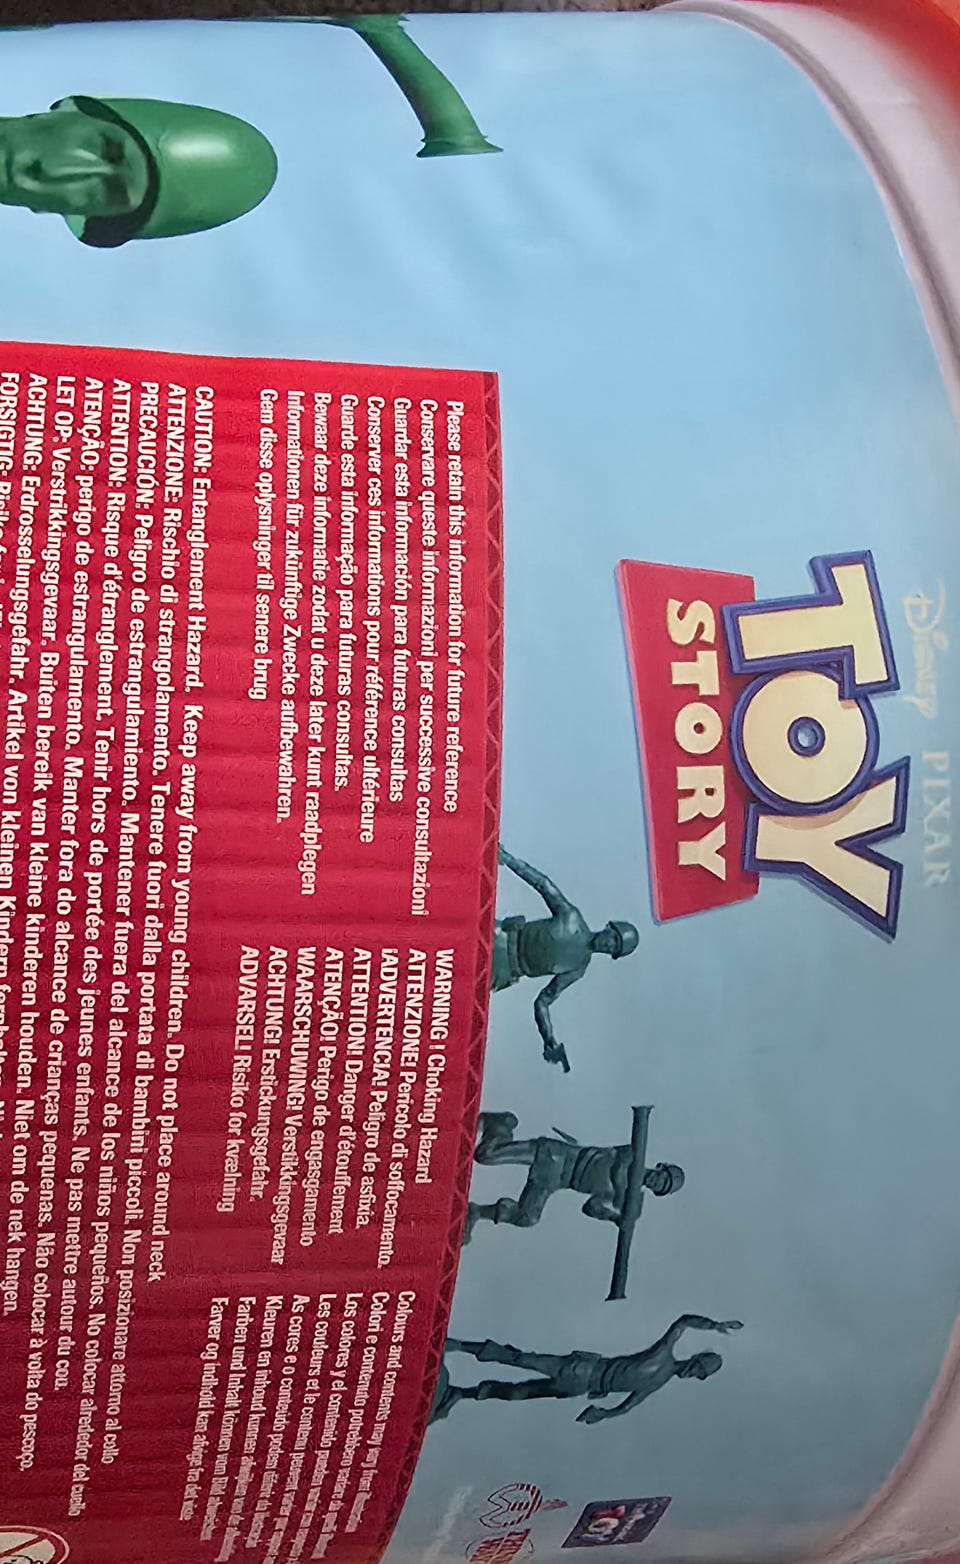 Disney PIXAR
TOY
STORY
Please retain this information for future reference
Conservare queste informazioni per successive consultazioni
Guardar esta información para futuras consultas
Conserver ces informations pour référence ultérieure
Guarde esta informação para futuras consultas.
Bewaar deze informatie zodat u deze later kunt raadplegen
Informationen für zukünftige Zwecke aufbewahren.
Gem disse oplysninger til senere brug
WARNING ! Choking Hazard
ATTENZIONE! Pericolo di soffocamento.
¡ADVERTENCIA! Peligro de asfixia.
ATTENTION! Danger d'étouffement
ATENÇÃO! Perigo de engasgamento
WAARSCHUWING! Verstikkingsgevaar
ACHTUNG! Erstickungsgefahr.
ADVARSEL! Risiko for kvælning
Colours and contents may
Colori e contenuto potrebbero
Los colores y el contenido pueden
Les couleurs et le contenu peuvent
As cores e o conteúdo podem
Kleuren en inhoud kunnen
Farben und Inhalt können
Farver og indhold kan
CAUTION: Entanglement Hazard. Keep away from young children. Do not place around neck
ATTENZIONE: Rischio di strangolamento. Tenere fuori dalla portata di bambini piccoli. Non posizionare attorno al collo
PRECAUCIÓN: Peligro de estrangulamiento. Mantener fuera del alcance de los niños pequeños. No colocar alrededor del cuello
ATTENTION: Risque d'étranglement. Tenir hors de portée des jeunes enfants. Ne pas mettre autour du cou.
ATENÇÃO: perigo de estrangulamento. Manter fora do alcance de crianças pequenas. Não colocar à volta do pescoço.
LET OP: Verstrikkingsgevaar. Buiten bereik van kleine kinderen houden. Niet om de nek hangen.
ACHTUNG: Erdrosselungsgefahr. Artikel von kleinen Kindern
FORSIGTIG: